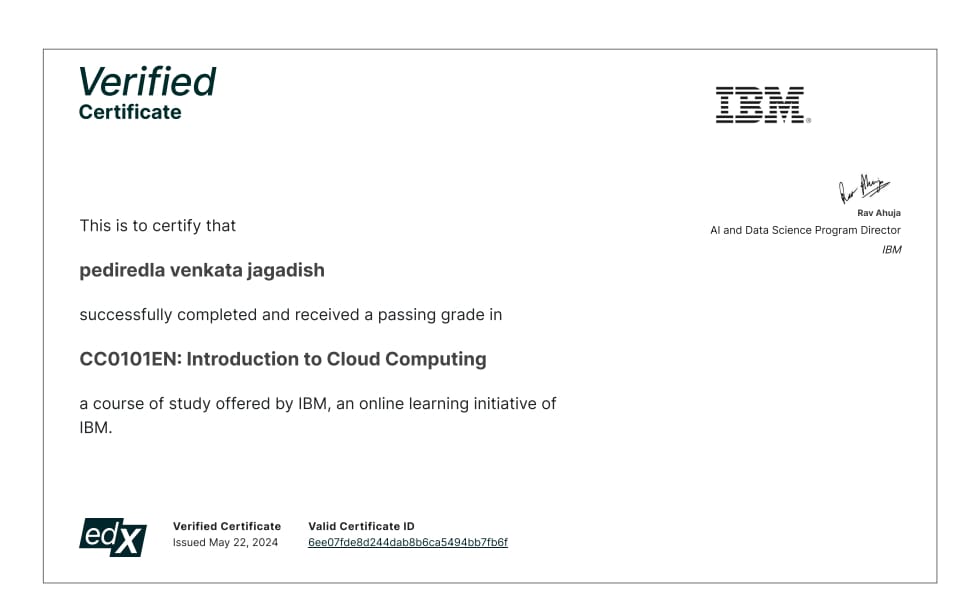 Verified
Certificate
IBM
Rav Ahuja
AI and Data Science Program Director
IBM
This is to certify that
pediredla venkata jagadish
successfully completed and received a passing grade in
CC0101EN: Introduction to Cloud Computing
a course of study offered by IBM, an online learning initiative of
IBM.
edX
Verified Certificate
Issued May 22, 2024
Valid Certificate ID
6ee07fde8d244dab8b6ca5494bb7fb6f